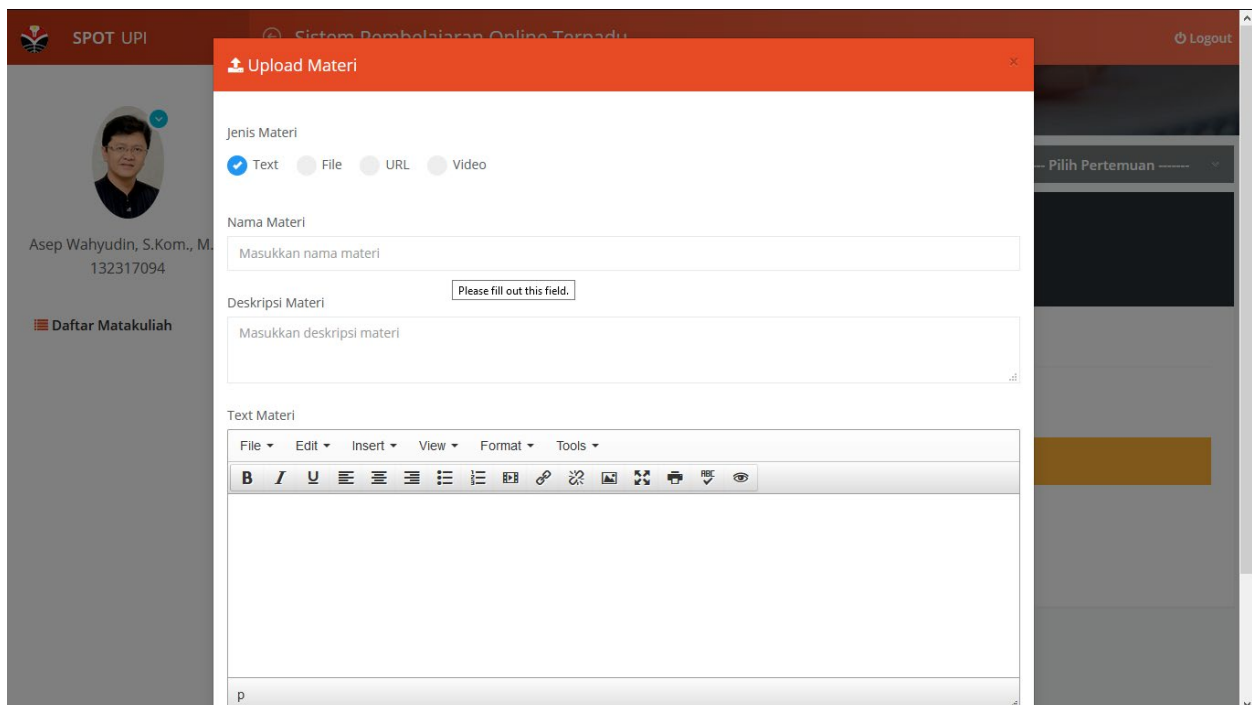 SPOT UPI
Sistem Pembelajaran Online Terpadu
Logout
Upload Materi
×
Jenis Materi
Text File URL Video
-- Pilih Pertemuan -------
Nama Materi
Masukkan nama materi
Asep Wahyudin, S.Kom., M.
132317094
Please fill out this field.
Deskripsi Materi
Daftar Matakuliah
Masukkan deskripsi materi
Text Materi
File Edit Insert View Format Tools
B I U ABC
p